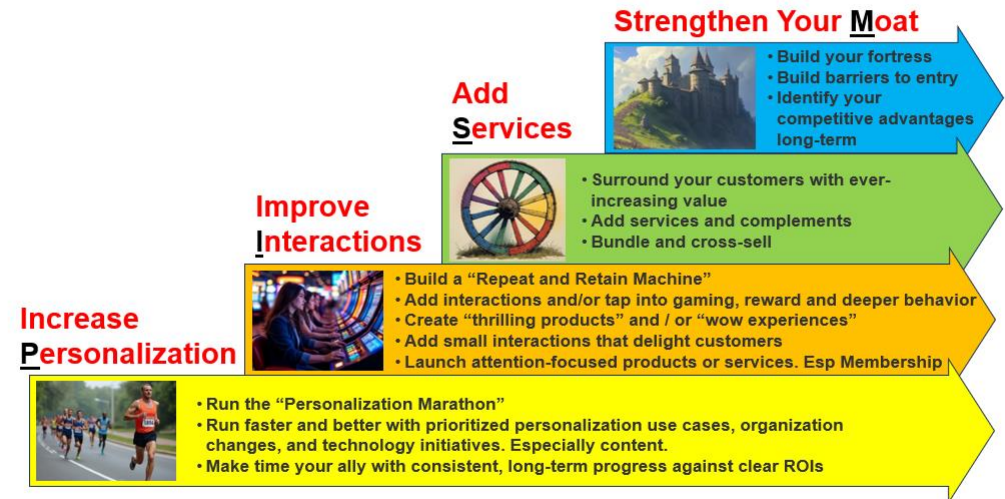 Strengthen Your Moat
• Build your fortress
• Build barriers to entry
• Identify your
competitive advantages
long-term
Add
Services
• Surround your customers with ever-
increasing value
• Add services and complements
• Bundle and cross-sell
Improve
Interactions
• Build a “Repeat and Retain Machine”
• Add interactions and/or tap into gaming, reward and deeper behavior
• Create “thrilling products” and / or “wow experiences”
• Add small interactions that delight customers
• Launch attention-focused products or services. Esp Membership
Increase
Personalization
• Run the “Personalization Marathon”
• Run faster and better with prioritized personalization use cases, organization
changes, and technology initiatives. Especially content.
• Make time your ally with consistent, long-term progress against clear ROIs